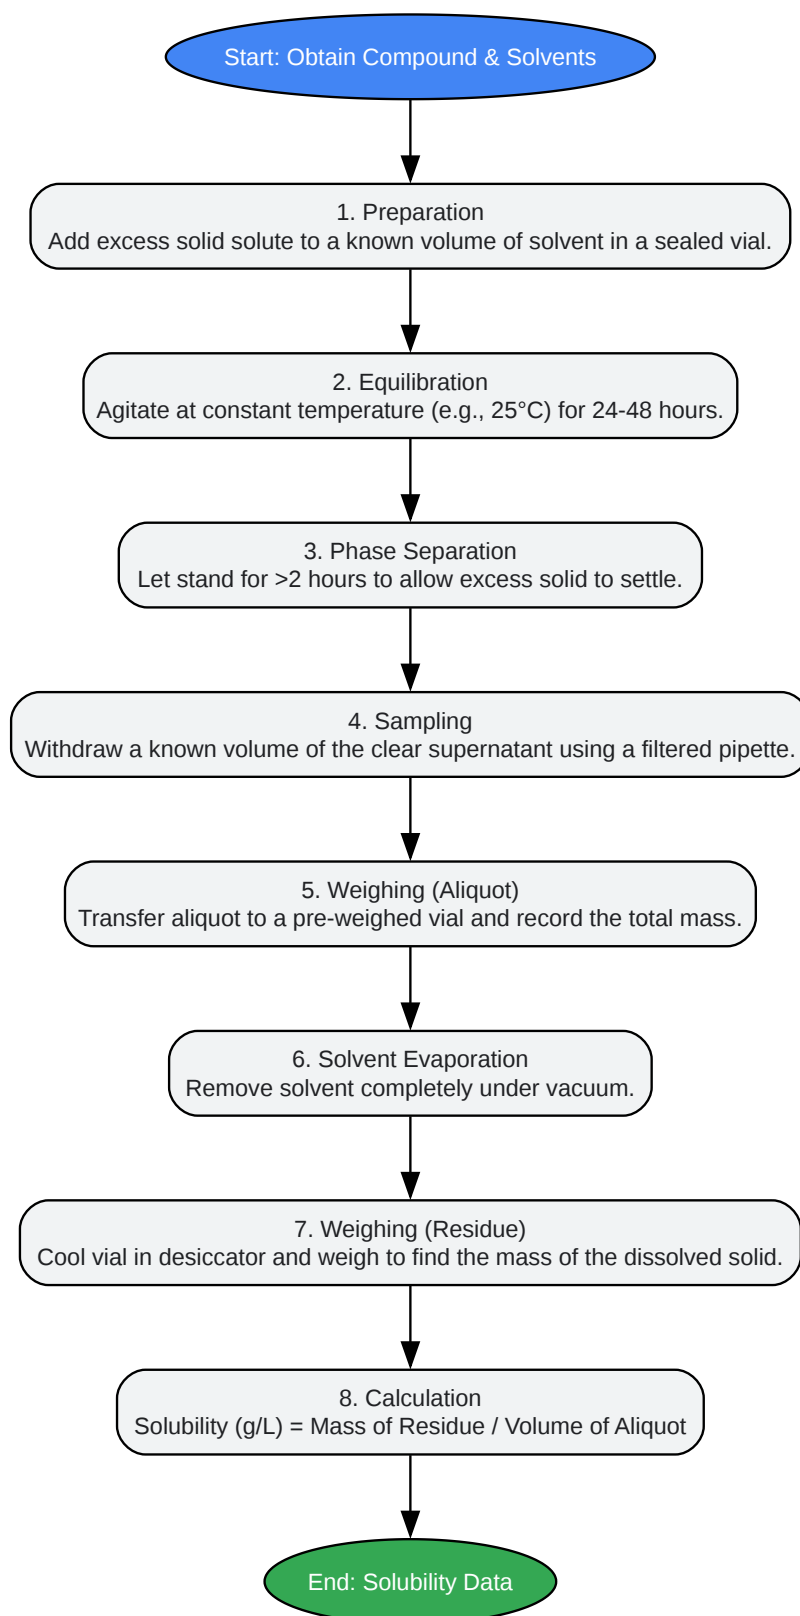 Start: Obtain Compound & Solvents
1. Preparation
Add excess solid solute to a known volume of solvent in a sealed vial.
2. Equilibration
Agitate at constant temperature (e.g., 25°C) for 24-48 hours.
3. Phase Separation
Let stand for >2 hours to allow excess solid to settle.
4. Sampling
Withdraw a known volume of the clear supernatant using a filtered pipette.
5. Weighing (Aliquot)
Transfer aliquot to a pre-weighed vial and record the total mass.
6. Solvent Evaporation
Remove solvent completely under vacuum.
7. Weighing (Residue)
Cool vial in desiccator and weigh to find the mass of the dissolved solid.
8. Calculation
Solubility (g/L) = Mass of Residue / Volume of Aliquot
End: Solubility Data